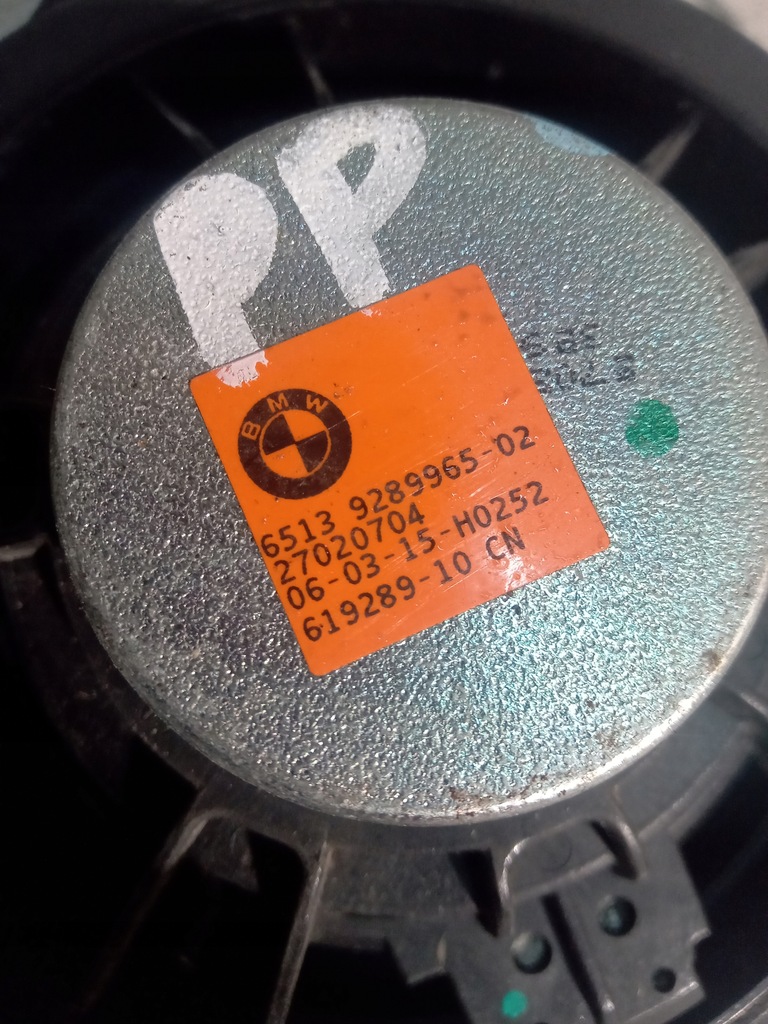 PP
BMW
6513 9289965-02
27020704
06-03-15-H0252
619289-10 CN